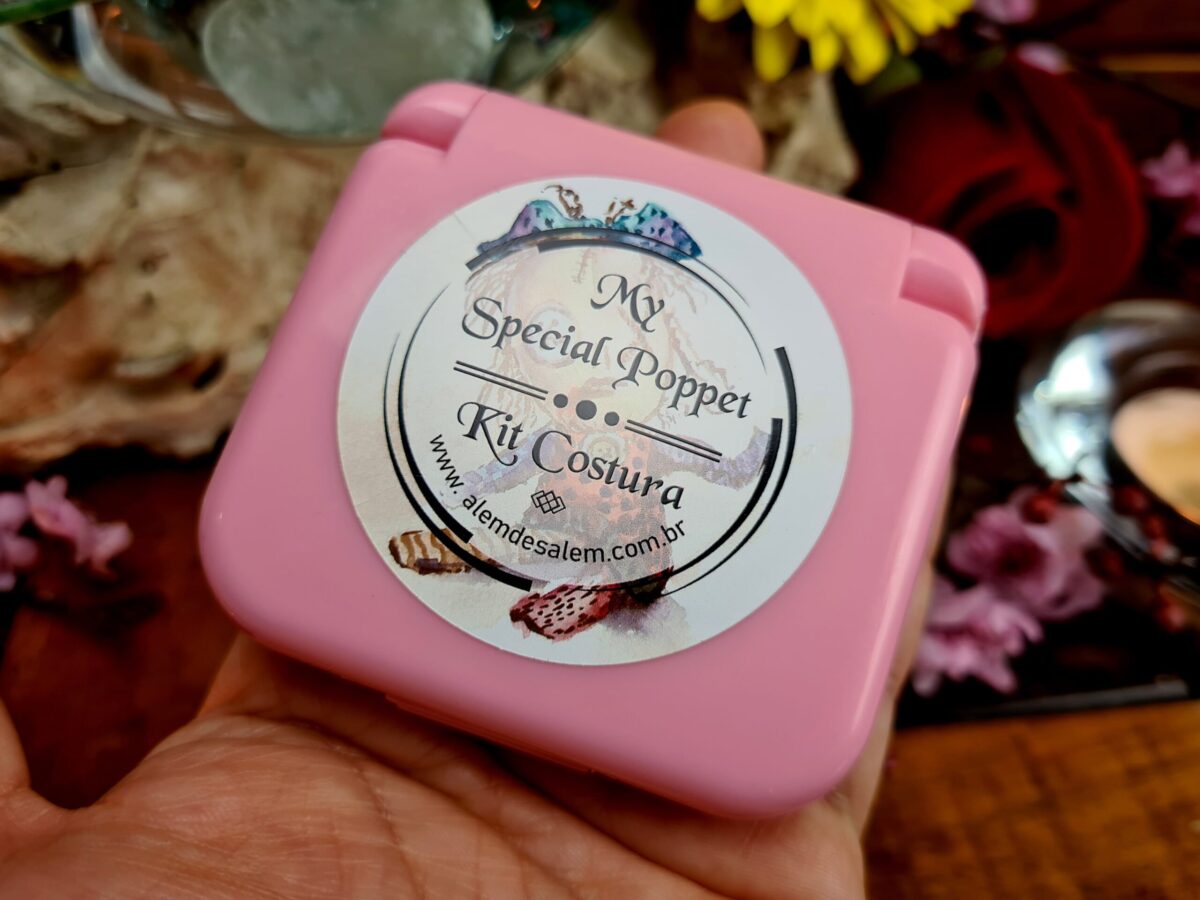 My
Special Poppet
Kit Costura
www.alemdesalem.com.br